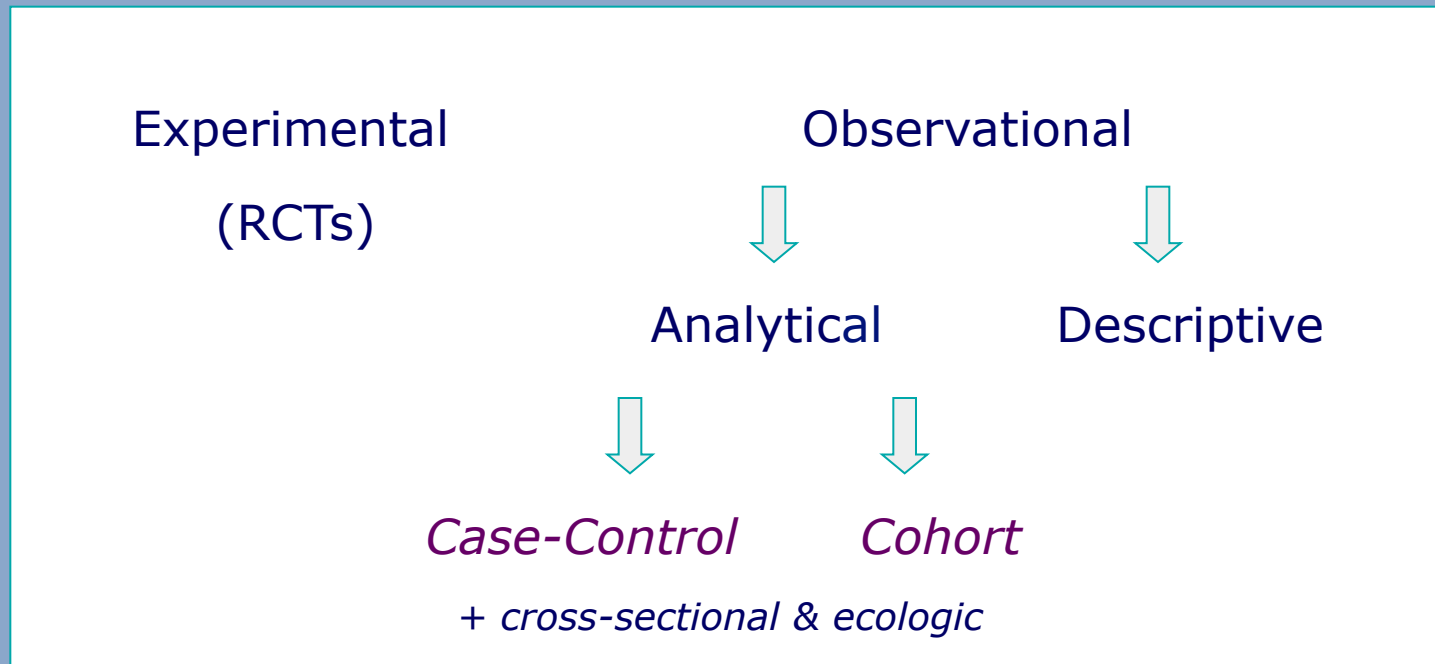 Experimental
Observational
(RCTs)
Analytical
Descriptive
Case-Control
Cohort
+ cross-sectional & ecologic